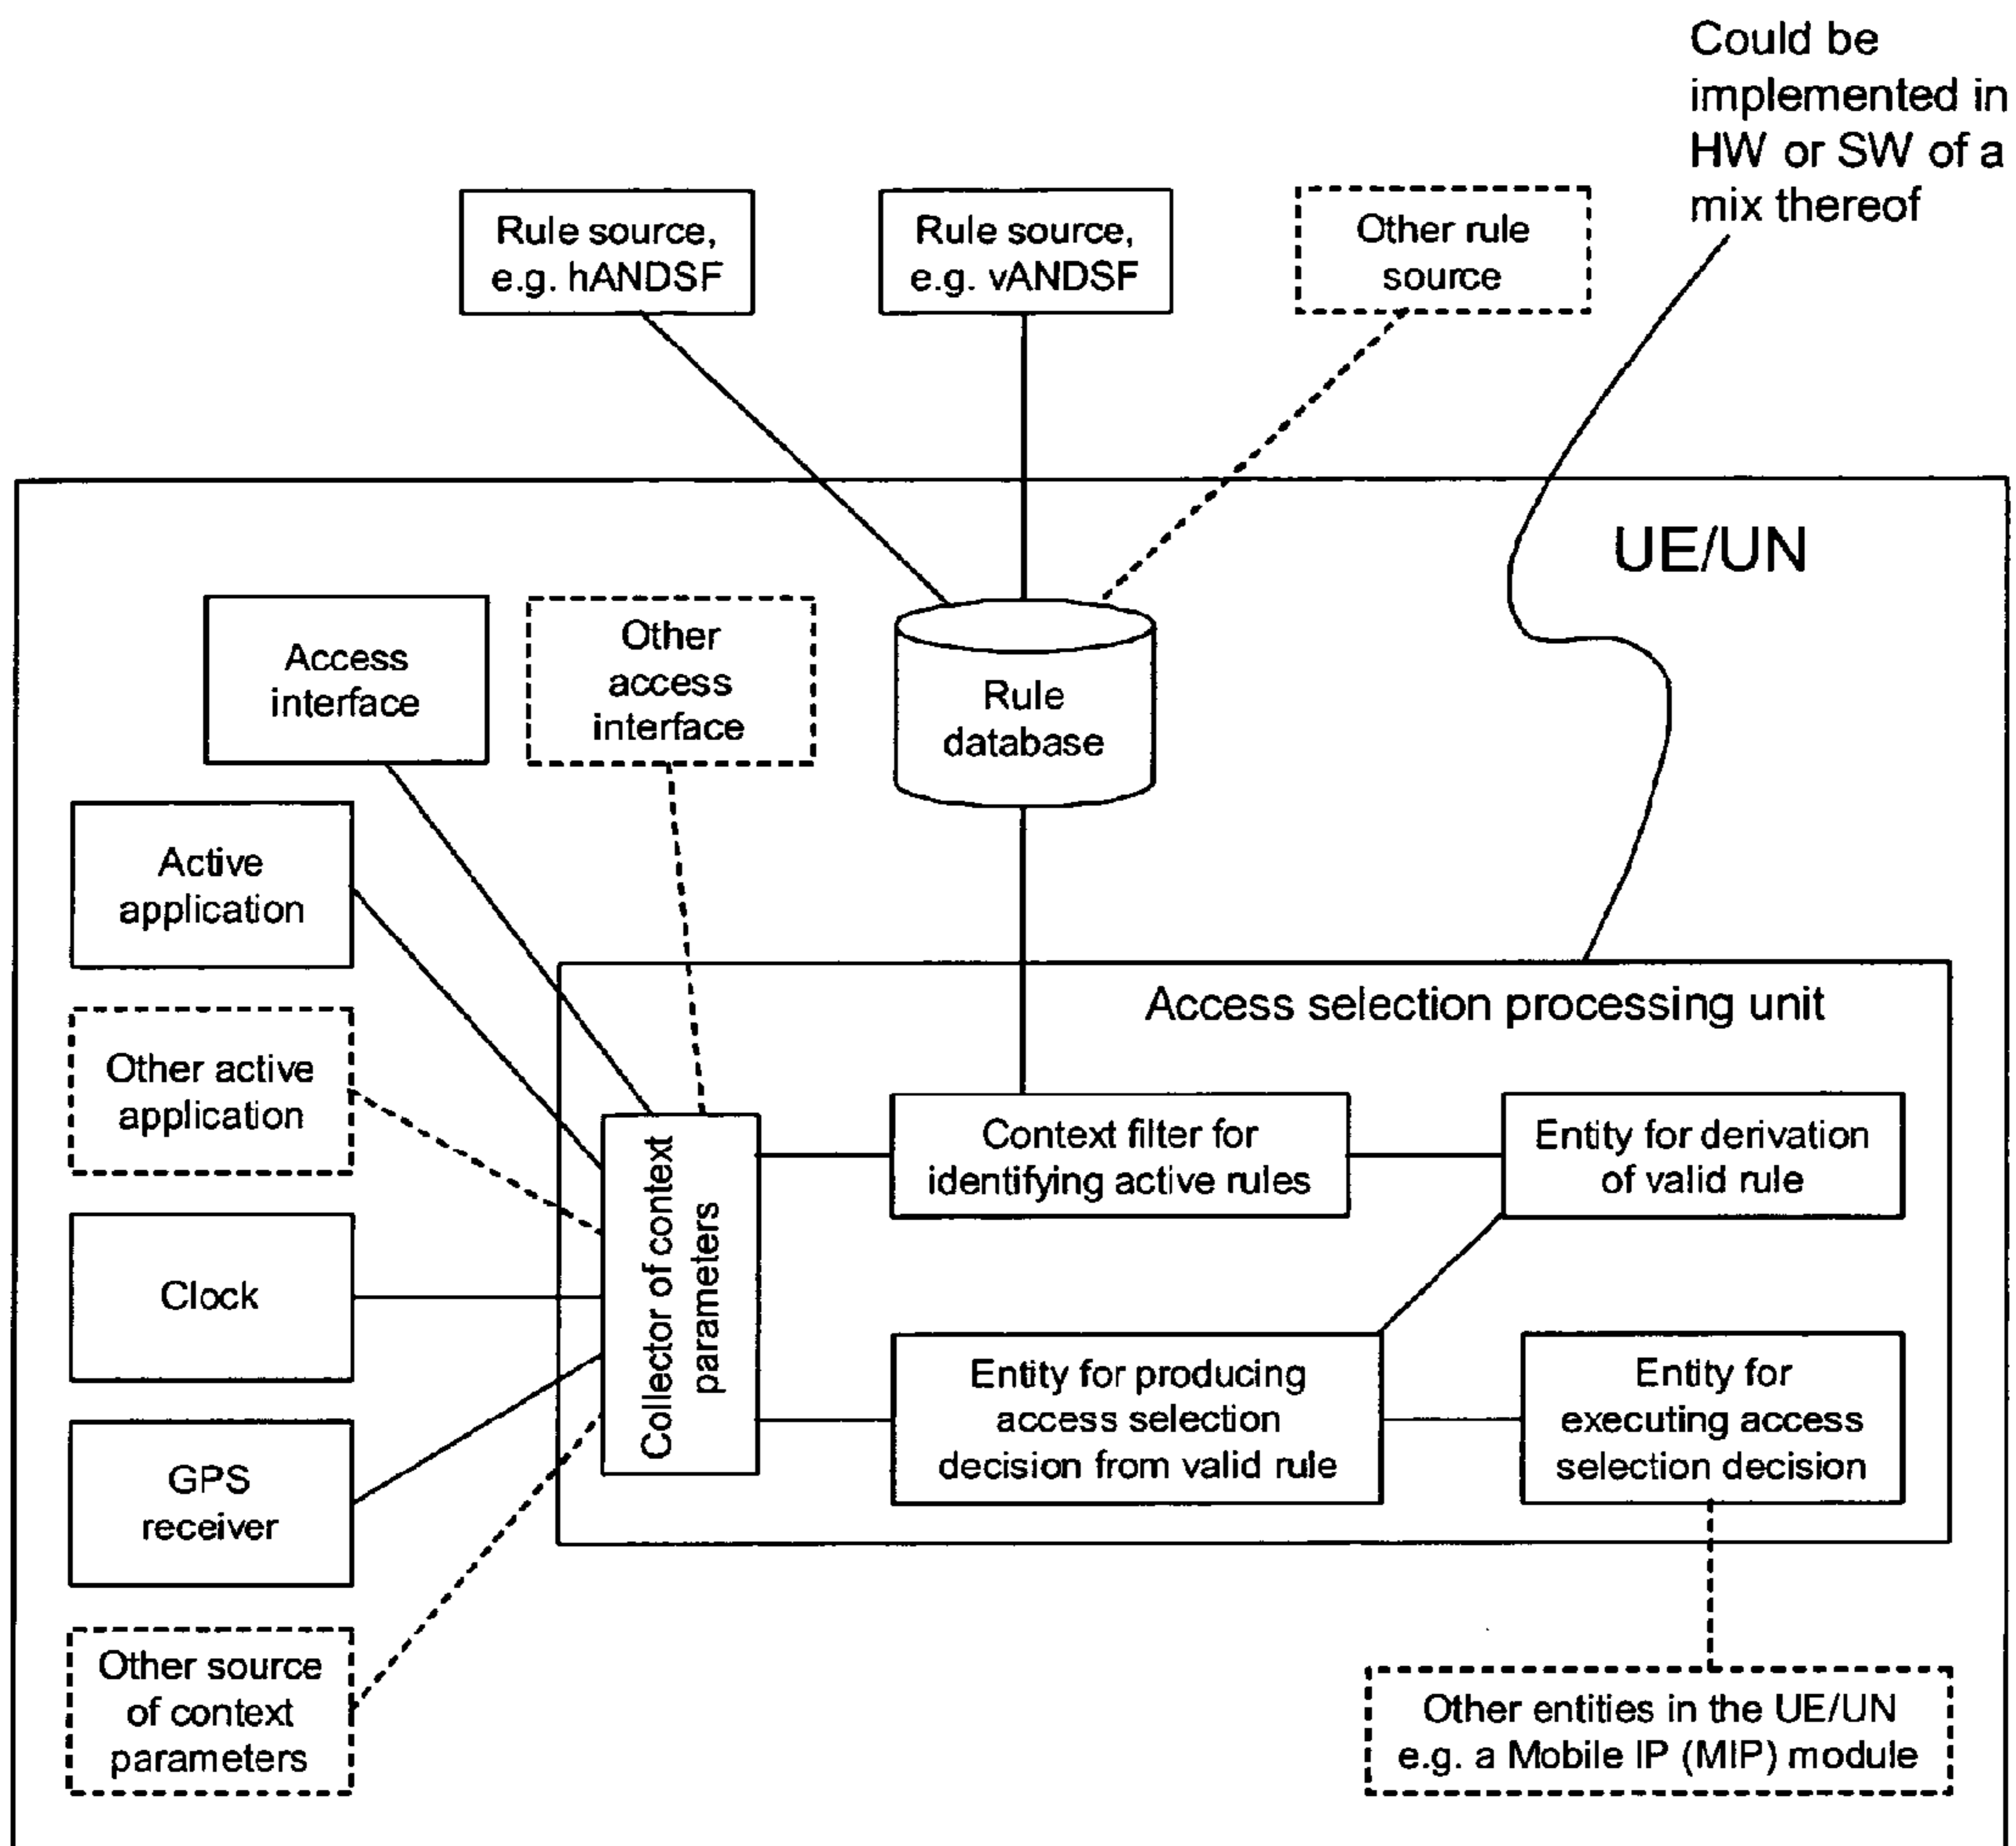 Could be
implemented in
HW or SW of a
mix thereof
Rule source,
e.g. hANDSF
Rule source,
e.g. vANDSF
Other rule
source
UE/UN
Access
interface
Other
access
interface
Rule
database
Active
application
Access selection processing unit
Other active
application
Collector of context
parameters
Context filter for
identifying active rules
Entity for derivation
of valid rule
Clock
Entity for producing
access selection
decision from valid rule
Entity for
executing access
selection decision
GPS
receiver
Other source
of context
parameters
Other entities in the UE/UN
e.g. a Mobile IP (MIP) module